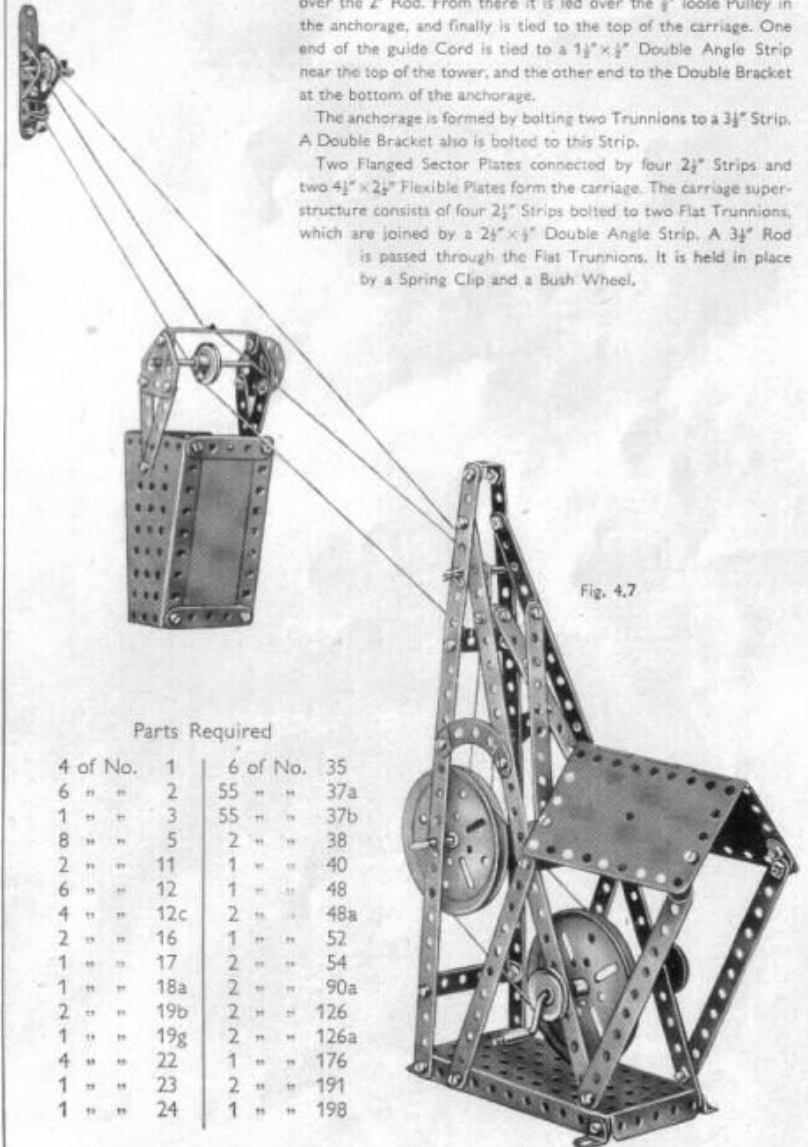 over the 2" Rod. From there it is led over the ½" loose Pulley in
the anchorage, and finally is tied to the top of the carriage. One
end of the guide Cord is tied to a 1½"×½" Double Angle Strip
near the top of the tower, and the other end to the Double Bracket
at the bottom of the anchorage.
The anchorage is formed by bolting two Trunnions to a 3½" Strip.
A Double Bracket also is bolted to this Strip.
Two Flanged Sector Plates connected by four 2½" Strips and
two 4½"×2½" Flexible Plates form the carriage. The carriage super-
structure consists of four 2½" Strips bolted to two Flat Trunnions,
which are joined by a 2½"×½" Double Angle Strip. A 3½" Rod
is passed through the Flat Trunnions. It is held in place
by a Spring Clip and a Bush Wheel.
Fig. 4.7
Parts Required
4 of No. 1 | 6 of No. 35
6 " " 2 | 55 " " 37a
1 " " 3 | 55 " " 37b
8 " " 5 | 2 " " 38
2 " " 11 | 1 " " 40
6 " " 12 | 1 " " 48
4 " " 12c | 2 " " 48a
2 " " 16 | 1 " " 52
1 " " 17 | 2 " " 54
1 " " 18a | 2 " " 90a
2 " " 19b | 2 " " 126
1 " " 19g | 2 " " 126a
4 " " 22 | 1 " " 176
1 " " 23 | 2 " " 191
1 " " 24 | 1 " " 198